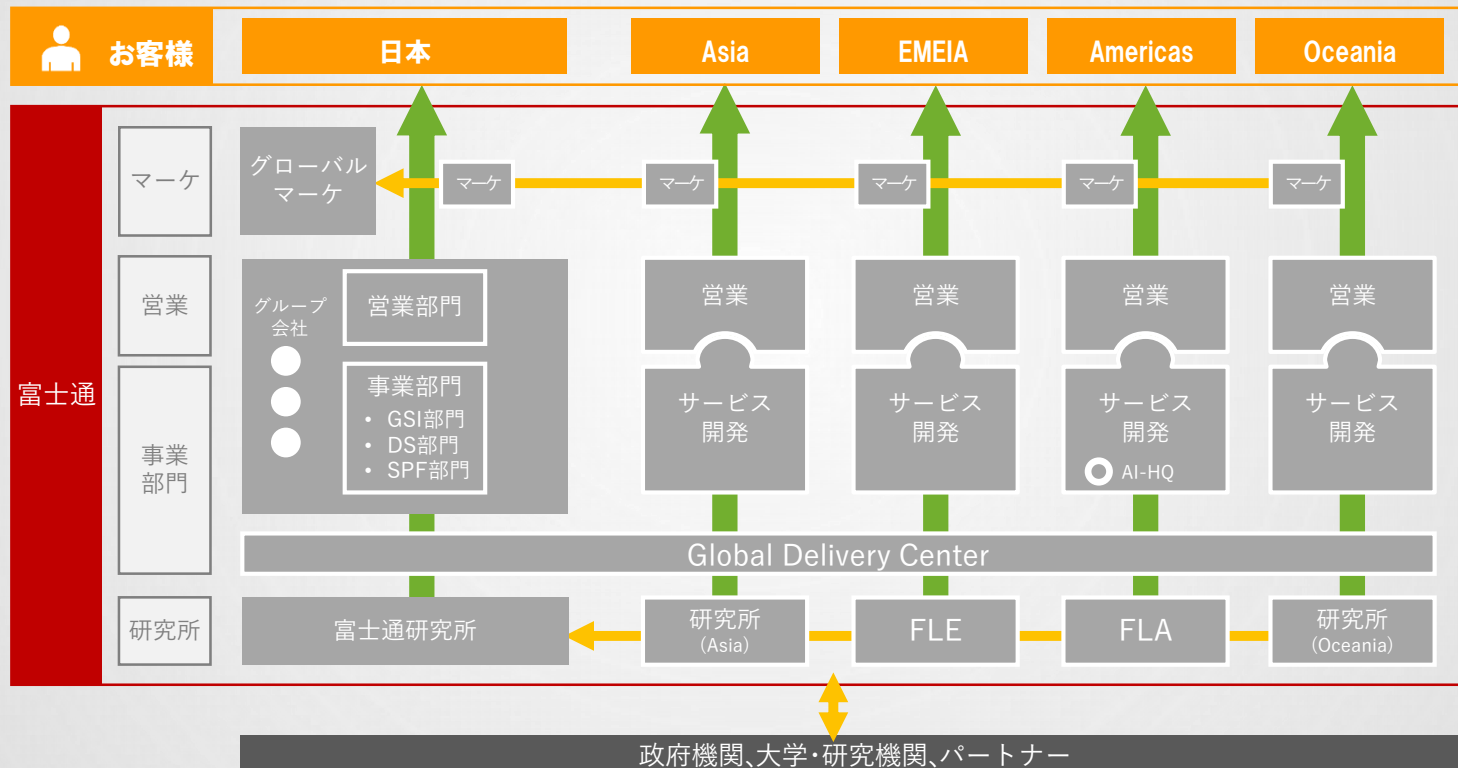 お客様
日本
Asia
EMEIA
Americas
Oceania
富士通
マーケ
グローバル
マーケ
マーケ
マーケ
マーケ
マーケ
マーケ
営業
グループ
会社
営業部門
営業
営業
営業
営業
事業
部門
事業部門
• GSI部門
• DS部門
• SPF部門
サービス
開発
サービス
開発
サービス
開発
AI-HQ
サービス
開発
Global Delivery Center
研究所
富士通研究所
研究所
(Asia)
FLE
FLA
研究所
(Oceania)
政府機関、大学・研究機関、パートナー